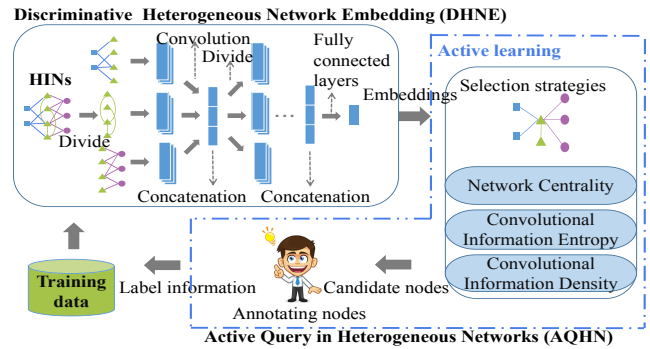 Discriminative Heterogeneous Network Embedding (DHNE)
HINs
Divide
Convolution
Divide
Fully
connected
layers
Embeddings
Concatenation
Concatenation
Active learning
Selection strategies
Network Centrality
Convolutional
Information Entropy
Convolutional
Information Density
Candidate nodes
Annotating nodes
Label information
Training
data
Active Query in Heterogeneous Networks (AQHN)